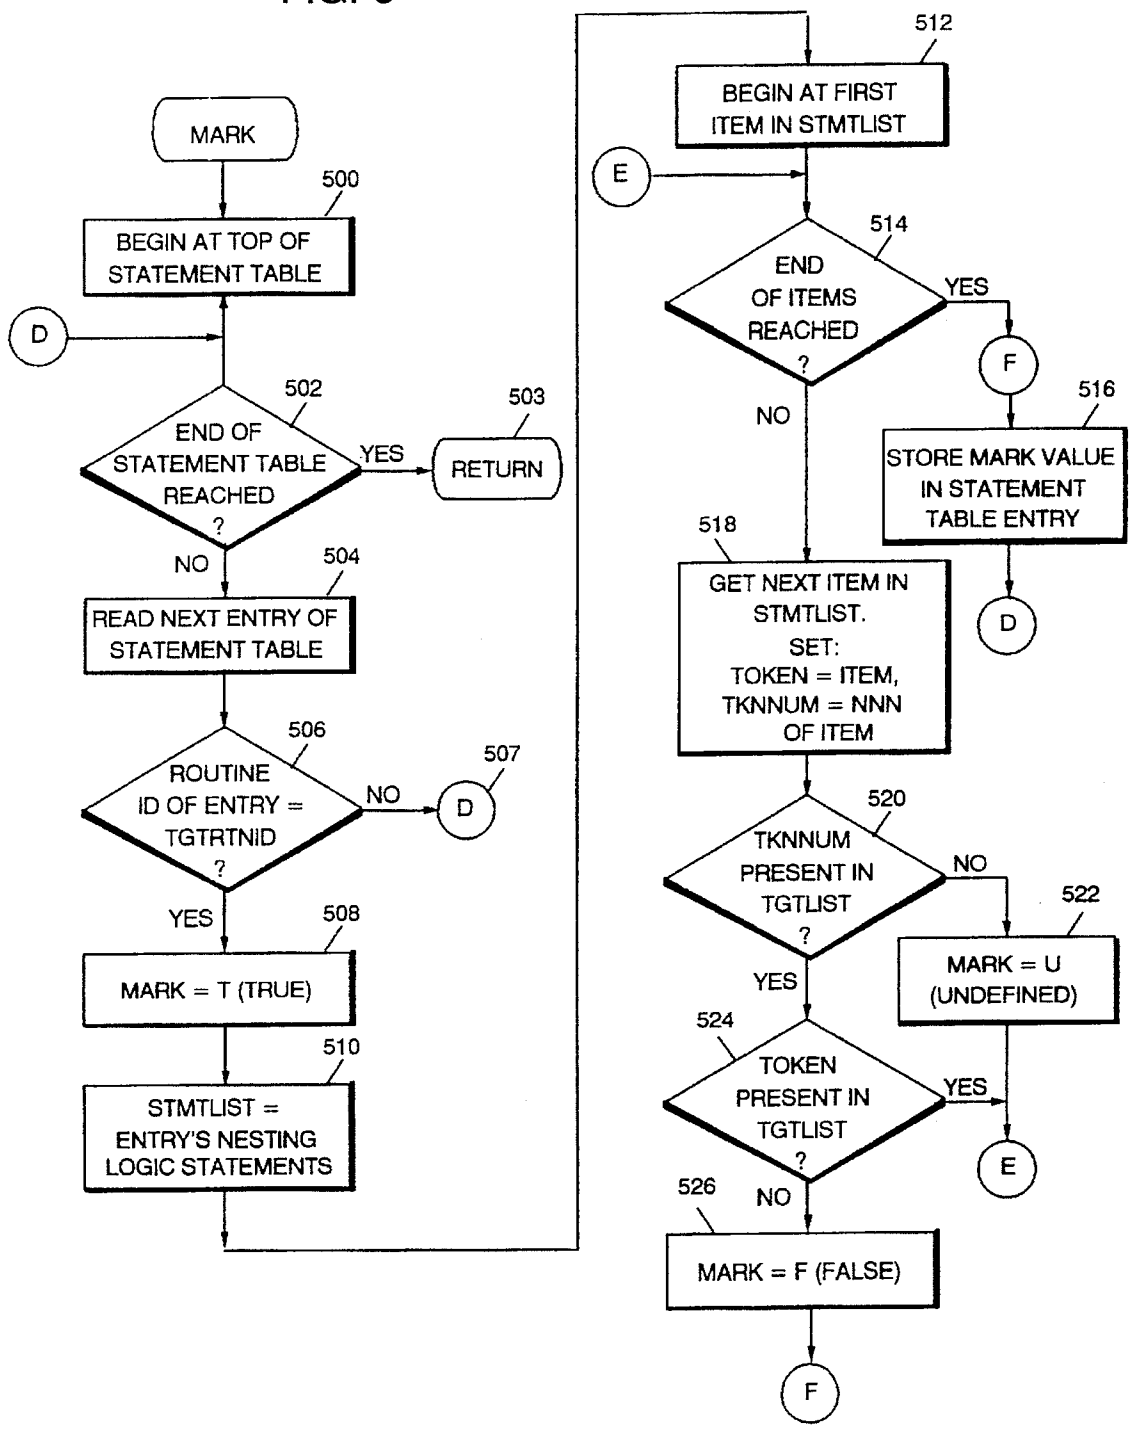 MARK
500
BEGIN AT TOP OF
STATEMENT TABLE
D
502
END OF
STATEMENT TABLE
REACHED
?
YES
503
RETURN
NO
504
READ NEXT ENTRY OF
STATEMENT TABLE
506
ROUTINE
ID OF ENTRY =
TGTRTNID
?
NO
507
D
YES
508
MARK = T (TRUE)
510
STMTLIST =
ENTRY'S NESTING
LOGIC STATEMENTS
512
BEGIN AT FIRST
ITEM IN STMTLIST
E
514
END
OF ITEMS
REACHED
?
YES
F
516
STORE MARK VALUE
IN STATEMENT
TABLE ENTRY
D
NO
518
GET NEXT ITEM IN
STMTLIST.
SET:
TOKEN = ITEM,
TKNNUM = NNN
OF ITEM
520
TKNNUM
PRESENT IN
TGTLIST
?
NO
522
MARK = U
(UNDEFINED)
YES
524
TOKEN
PRESENT IN
TGTLIST
?
YES
E
NO
526
MARK = F (FALSE)
F